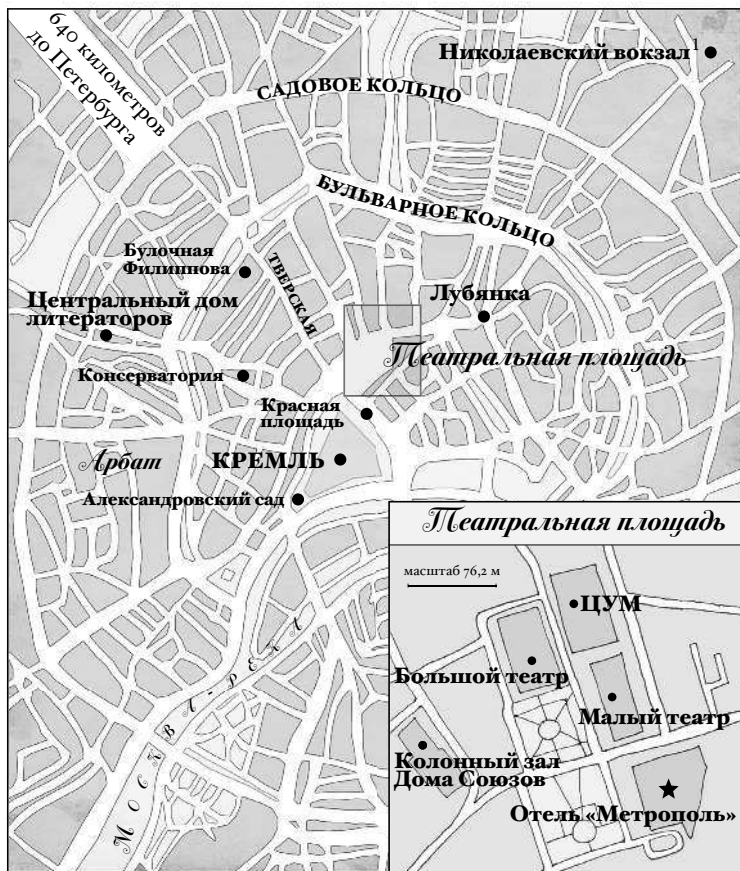 640 километров
до Петербурга
Николаевский вокзал¹
САДОВОЕ КОЛЬЦО
БУЛЬВАРНОЕ КОЛЬЦО
Булочная
Филиппова
ТВЕРСКАЯ
Лубянка
Центральный дом
литераторов
Театральная площадь
Консерватория
Красная
площадь
Арбат
КРЕМЛЬ
Александровский сад
Москва-река
Театральная площадь
масштаб 76,2 м
ЦУМ
Большой театр
Малый театр
Колонный зал
Дома Союзов
Отель «Метрополь»